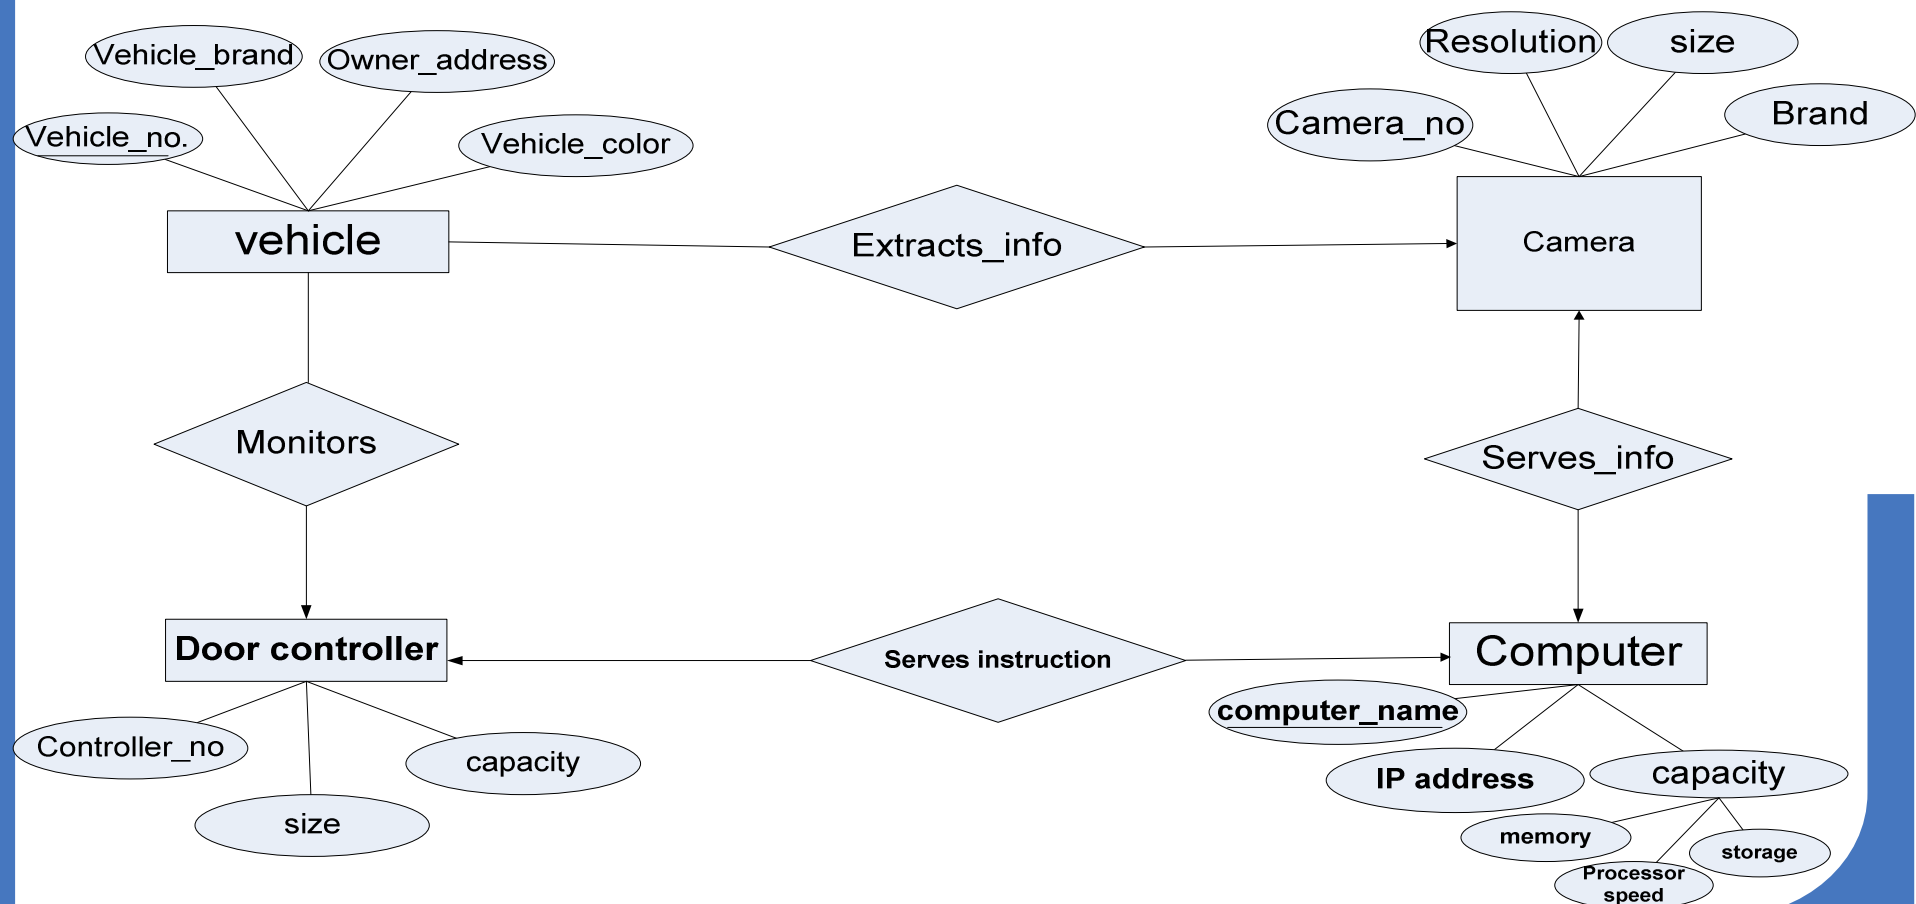 Vehicle_brand
Owner_address
Vehicle_no.
Vehicle_color
vehicle
Resolution
size
Camera_no
Brand
Camera
Extracts_info
Monitors
Serves_info
Door controller
Serves instruction
Computer
Controller_no
size
capacity
computer_name
IP address
capacity
memory
storage
Processor
speed